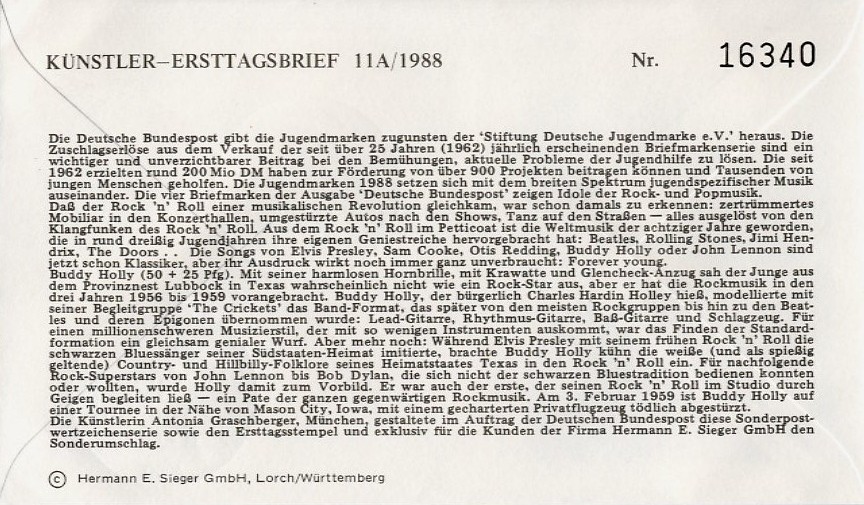 KÜNSTLER–ERSTTAGSBRIEF 11A/1988 Nr. 16340
Die Deutsche Bundespost gibt die Jugendmarken zugunsten der ‘Stiftung Deutsche Jugendmarke e.V.’ heraus. Die
Zuschlagserlöse aus dem Verkauf der seit über 25 Jahren (1962) jährlich erscheinenden Briefmarkenserie sind ein
wichtiger und unverzichtbarer Beitrag bei den Bemühungen, aktuelle Probleme der Jugendhilfe zu lösen. Die seit
1962 erzielten rund 200 Mio DM haben zur Förderung von über 900 Projekten beitragen können und Tausenden von
jungen Menschen geholfen. Die Jugendmarken 1988 setzen sich mit dem breiten Spektrum jugendspezifischer Musik
auseinander. Die vier Briefmarken der Ausgabe ‘Deutsche Bundespost’ zeigen Idole der Rock- und Popmusik.
Daß der Rock 'n' Roll einer musikalischen Revolution gleichkam, war schon damals zu erkennen: zertrümmertes
Mobiliar in den Konzerthallen, umgestürzte Autos nach den Shows, Tanz auf den Straßen — alles ausgelöst von den
Klangfunken des Rock 'n' Roll. Aus dem Rock 'n' Roll im Petticoat ist die Weltmusik der achtziger Jahre geworden,
die in rund dreißig Jugendjahren ihre eigenen Geniestreiche hervorgebracht hat: Beatles, Rolling Stones, Jimi Hen-
drix, The Doors . . Die Songs von Elvis Presley, Sam Cooke, Otis Redding, Buddy Holly oder John Lennon sind
jetzt schon Klassiker, aber ihr Ausdruck wirkt noch immer ganz unverbraucht: Forever young.
Buddy Holly (50 + 25 Pfg). Mit seiner harmlosen Hornbrille, mit Krawatte und Glencheck-Anzug sah der Junge aus
dem Provinznest Lubbock in Texas wahrscheinlich nicht wie ein Rock-Star aus, aber er hat die Rockmusik in den
drei Jahren 1956 bis 1959 vorangebracht. Buddy Holly, der bürgerlich Charles Hardin Holley hieß, modellierte mit
seiner Begleitgruppe ‘The Crickets’ das Band-Format, das später von den meisten Rockgruppen bis hin zu den Beat-
les und deren Epigonen übernommen wurde: Lead-Gitarre, Rhythmus-Gitarre, Baß-Gitarre und Schlagzeug. Für
einen millionenschweren Musizierstil, der mit so wenigen Instrumenten auskommt, war das Finden der Standard-
formation ein gleichsam genialer Wurf. Aber mehr noch: Während Elvis Presley mit seinem frühen Rock 'n' Roll die
schwarzen Bluessänger seiner Südstaaten-Heimat imitierte, brachte Buddy Holly kühn die weiße (und als spießig
geltende) Country- und Hillbilly-Folklore seines Heimatstaates Texas in den Rock 'n' Roll ein. Für nachfolgende
Rock-Superstars von John Lennon bis Bob Dylan, die sich nicht der schwarzen Bluestradition bedienen konnten
oder wollten, wurde Holly damit zum Vorbild. Er war auch der erste, der seinen Rock 'n' Roll im Studio durch
Geigen begleiten ließ — ein Pate der ganzen gegenwärtigen Rockmusik. Am 3. Februar 1959 ist Buddy Holly auf
einer Tournee in der Nähe von Mason City, Iowa, mit einem gecharterten Privatflugzeug tödlich abgestürzt.
Die Künstlerin Antonia Graschberger, München, gestaltete im Auftrag der Deutschen Bundespost diese Sonderpost-
wertzeichenserie sowie den Ersttagsstempel und exklusiv für die Kunden der Firma Hermann E. Sieger GmbH den
Sonderumschlag.
© Hermann E. Sieger GmbH, Lorch/Württemberg